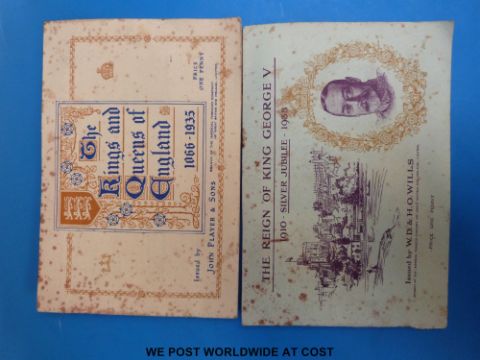 The
Kings and
Queens of
England
1066-1935
PRICE
ONE PENNY
Issued by
JOHN PLAYER & SONS
THE REIGN OF KING GEORGE V
1910 - SILVER JUBILEE - 1935
Issued by W.D. & H.O. WILLS
PRICE ONE PENNY
WE POST WORLDWIDE AT COST